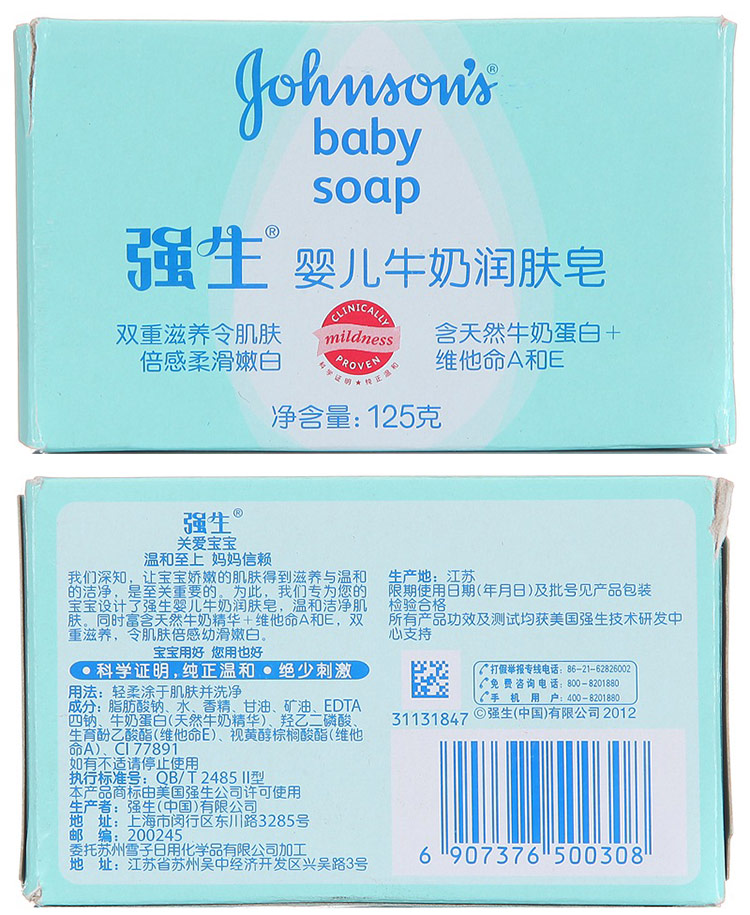 Johnson's®
baby
soap
强生® 婴儿牛奶润肤皂
双重滋养令肌肤
倍感柔滑嫩白
CLINICALLY
mildness
PROVEN
科学证明★纯正温和
含天然牛奶蛋白+
维他命A和E
净含量: 125克
强生®
关爱宝宝
温和至上 妈妈信赖
我们深知, 让宝宝娇嫩的肌肤得到滋养与温和
的洁净, 是至关重要的。为此, 我们专为您的
宝宝设计了强生婴儿牛奶润肤皂, 温和洁净肌
肤。同时富含天然牛奶精华+维他命A和E, 双
重滋养, 令肌肤倍感幼滑嫩白。
宝宝用好 您用也好
•科学证明,纯正温和•绝少刺激
用法: 轻柔涂于肌肤并洗净
成分: 脂肪酸钠、水、香精、甘油、矿油、EDTA
四钠、牛奶蛋白(天然牛奶精华)、羟乙二磷酸、
生育酚乙酸酯(维他命E)、视黄醇棕榈酸酯(维他
命A)、CI 77891
如有不适请停止使用
执行标准号: QB/T 2485 II型
本产品商标由美国强生公司许可使用
生产者: 强生(中国)有限公司
地 址: 上海市闵行区东川路3285号
邮 编: 200245
委托苏州雪子日用化学品有限公司加工
地 址: 江苏省苏州吴中经济开发区兴吴路3号
生产地: 江苏
限期使用日期(年月日)及批号见产品包装
检验合格
所有产品功效及测试均获美国强生技术研发中
心支持
打假举报专线电话: 86-21-62826002
免费咨询电话: 800-8201880
手机用户: 400-8201880
31131847
©强生(中国)有限公司 2012
6 907376 500308